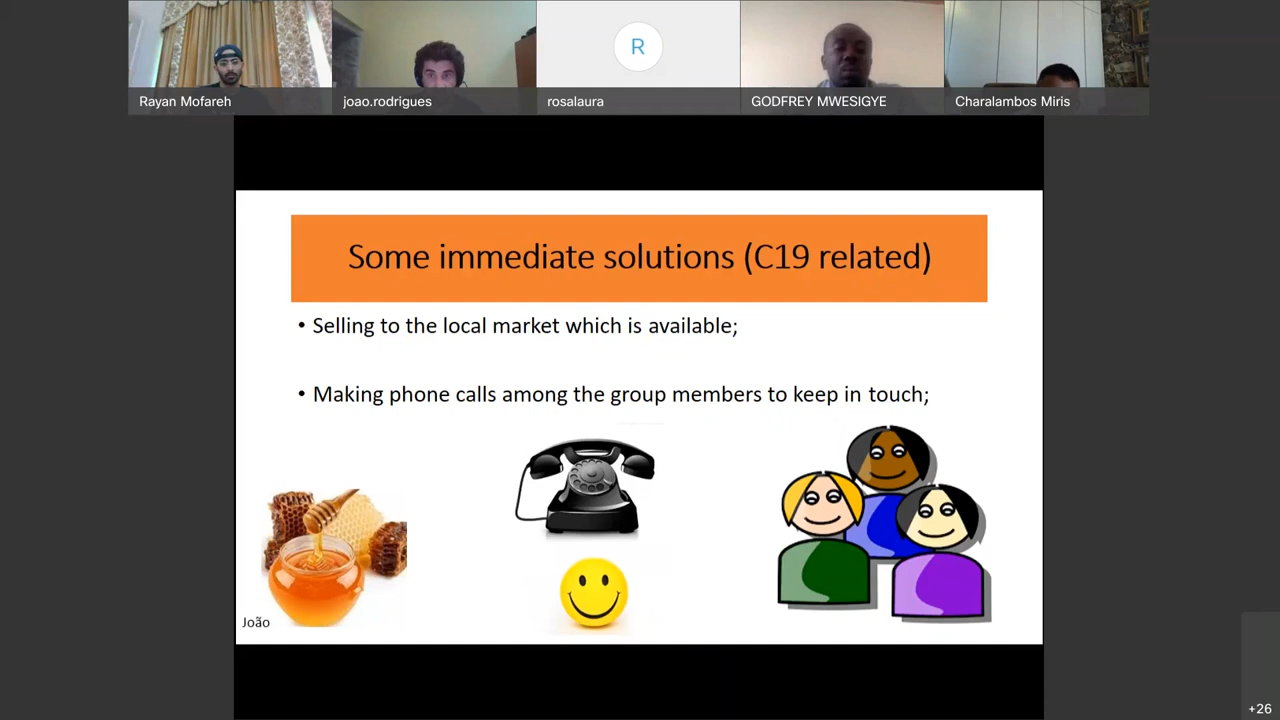 R
Rayan Mofareh
joao.rodrigues
rosalaura
GODFREY MWESIGYE
Charalambos Miris
Some immediate solutions (C19 related)
• Selling to the local market which is available;
• Making phone calls among the group members to keep in touch;
João
+26